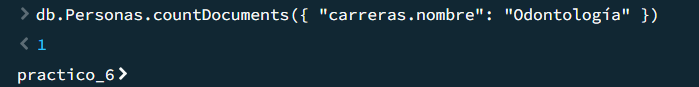 > db.Personas.countDocuments({ "carreras.nombre": "Odontología" })
< 1
practico_6>